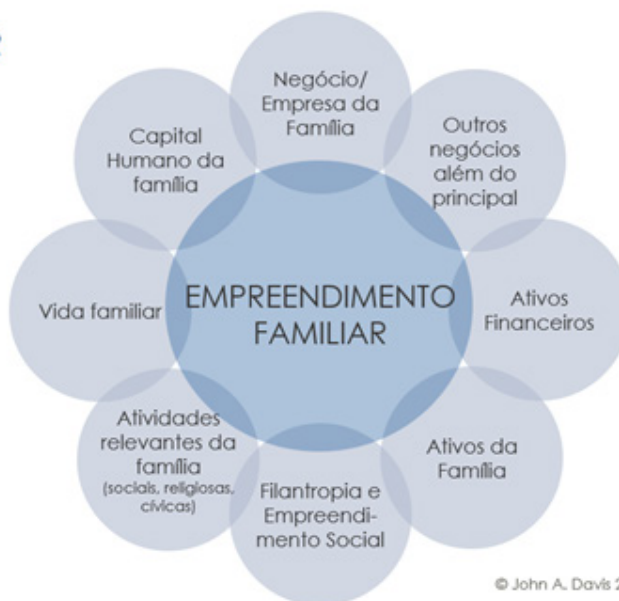 Negócio/
Empresa da
Família
Outros
negócios
além do
principal
Ativos
Financeiros
Ativos da
Família
Filantropia e
Empreendi-
mento Social
Atividades
relevantes da
família
(sociais, religiosas,
cívicas)
Vida familiar
Capital
Humano da
família
EMPREENDIMENTO
FAMILIAR
© John A. Davis 2